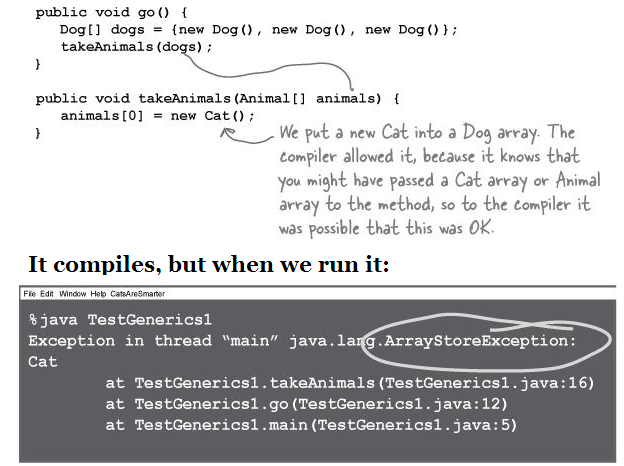 public void go() {
Dog[] dogs = {new Dog(), new Dog(), new Dog()};
takeAnimals(dogs);
}
public void takeAnimals(Animal[] animals) {
animals[0] = new Cat();
}
We put a new Cat into a Dog array. The
compiler allowed it, because it knows that
you might have passed a Cat array or Animal
array to the method, so to the compiler it
was possible that this was OK.
It compiles, but when we run it:
File Edit Window Help CatsAreSmarter
%java TestGenerics1
Exception in thread "main" java.lang.ArrayStoreException:
Cat
at TestGenerics1.takeAnimals(TestGenerics1.java:16)
at TestGenerics1.go(TestGenerics1.java:12)
at TestGenerics1.main(TestGenerics1.java:5)